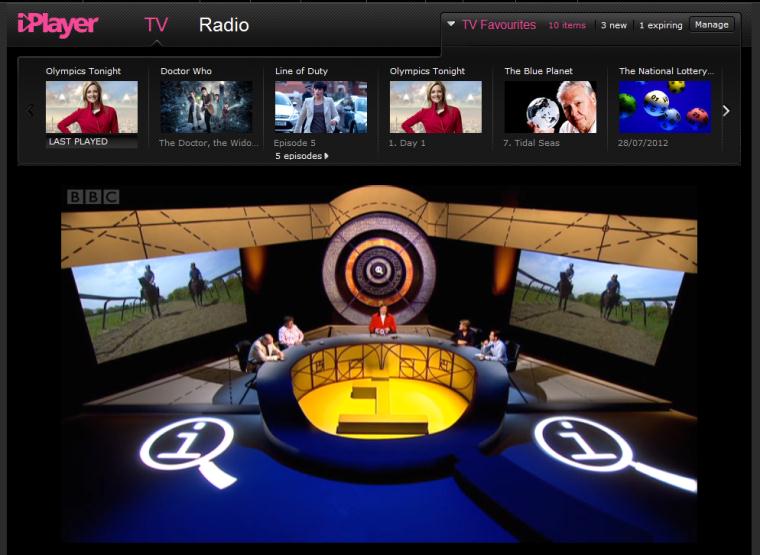 iPlayer
TV
Radio
TV Favourites
10 items
3 new
1 expiring
Manage
Olympics Tonight
LAST PLAYED
Doctor Who
The Doctor, the Wido...
Line of Duty
Episode 5
5 episodes
Olympics Tonight
1. Day 1
The Blue Planet
7. Tidal Seas
The National Lottery...
28/07/2012
BBC
i
i